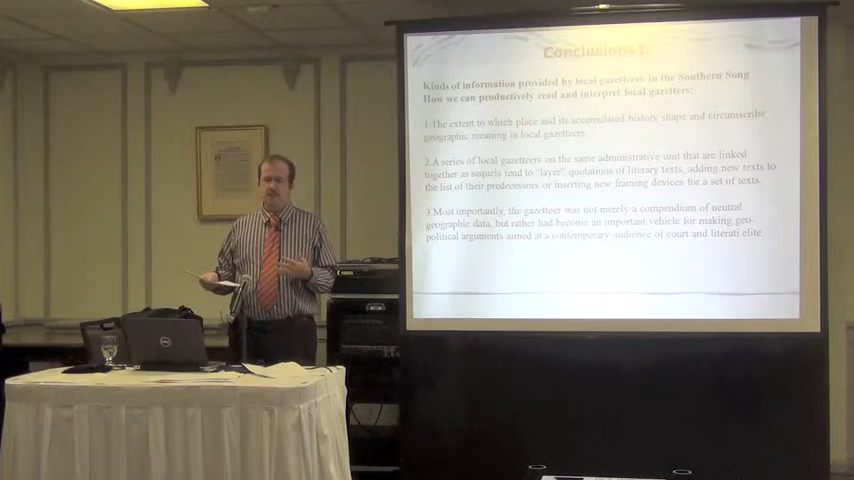 Conclusions I:
Kinds of information provided by local gazetteers in the Southern Song
How we can productively read and interpret local gazetteers:
1.The extent to which place and its accumulated history shape and circumscribe
geographic meaning in local gazetteers
2.A series of local gazetteers on the same administrative unit that are linked
together as sequels tend to "layer" quotations of literary texts, adding new texts to
the list of their predecessors or inserting new framing devices for a set of texts.
3.Most importantly, the gazetteer was not merely a compendium of neutral
geographic data, but rather had become an important vehicle for making geo-
political arguments aimed at a contemporary audience of court and literati elite.
DELL